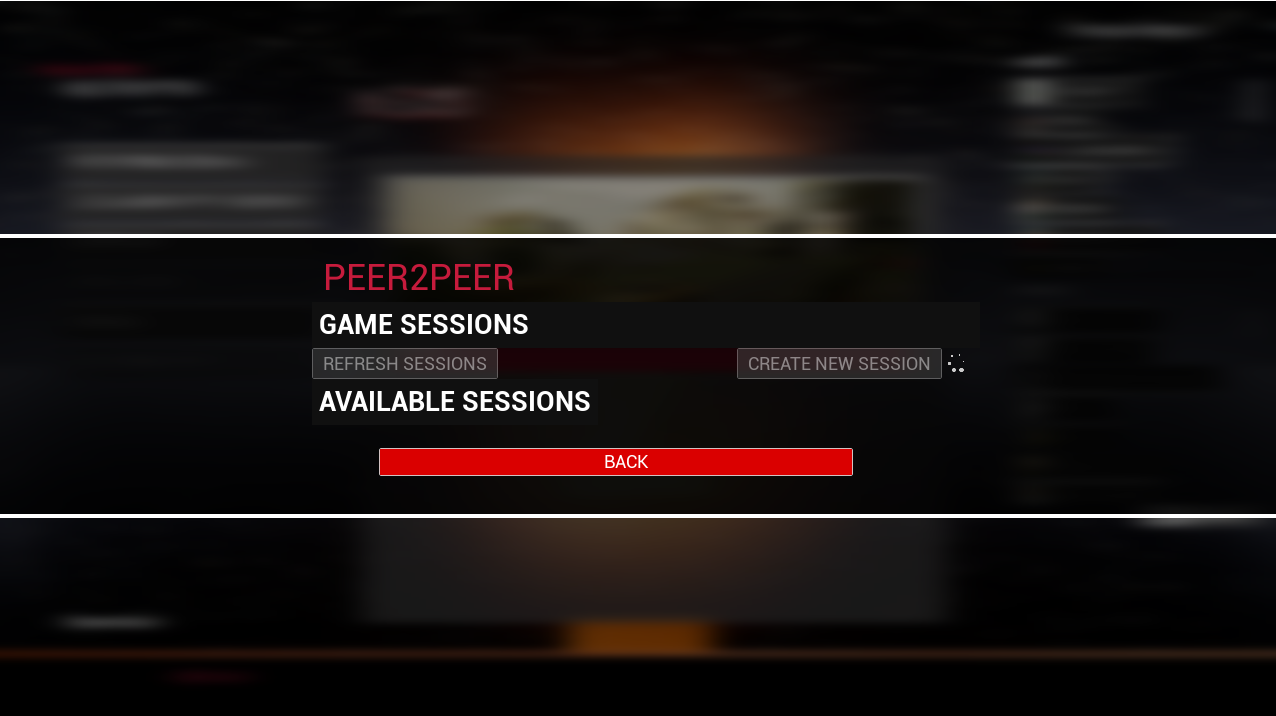 PEER2PEER
GAME SESSIONS
REFRESH SESSIONS CREATE NEW SESSION
AVAILABLE SESSIONS
BACK